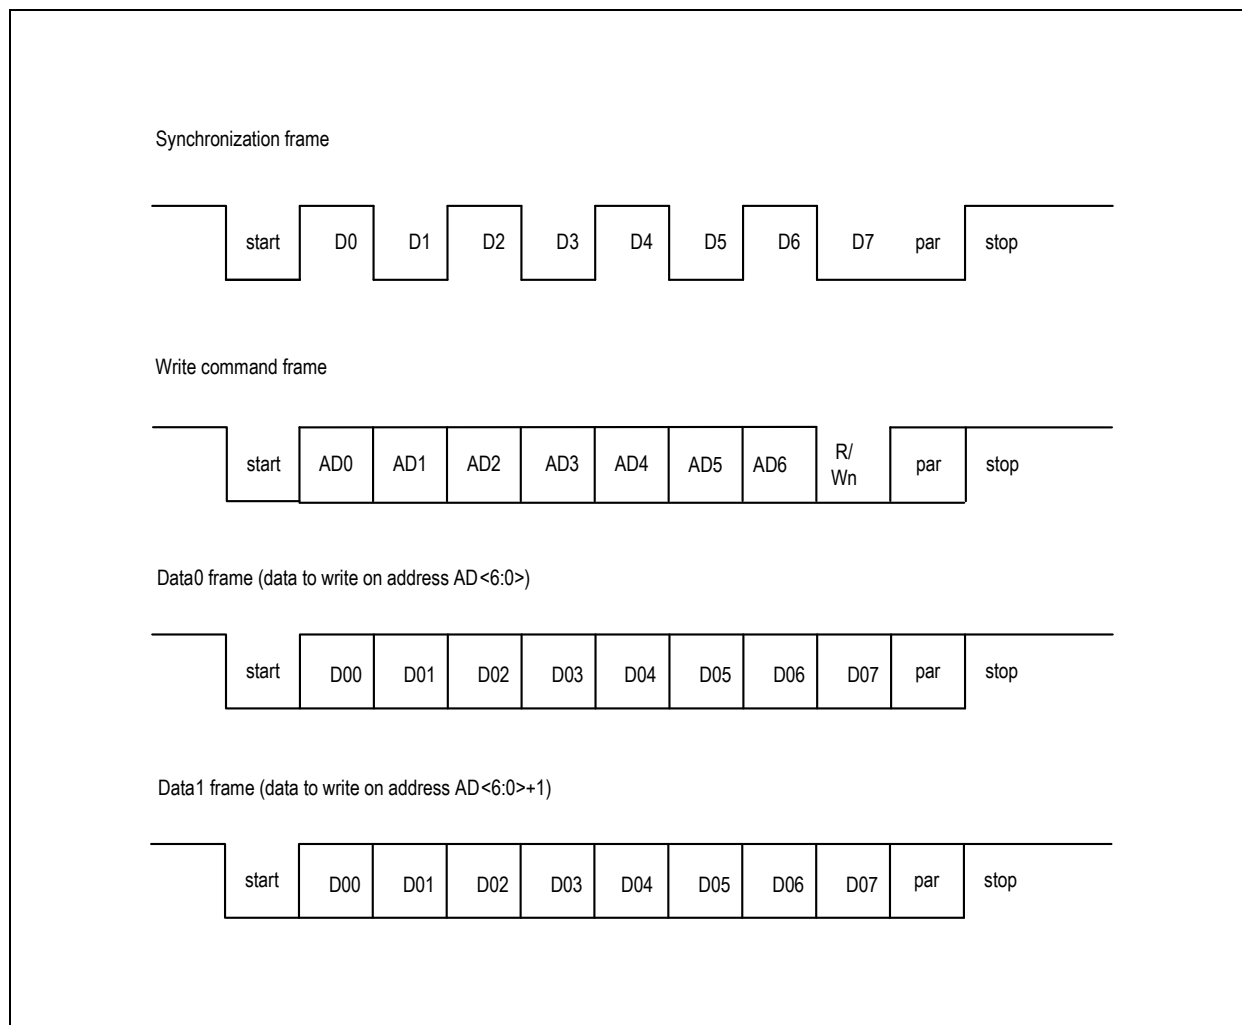 Synchronization frame
start D0 D1 D2 D3 D4 D5 D6 D7 par stop
Write command frame
start AD0 AD1 AD2 AD3 AD4 AD5 AD6 R/
Wn par stop
Data0 frame (data to write on address AD<6:0>)
start D00 D01 D02 D03 D04 D05 D06 D07 par stop
Data1 frame (data to write on address AD<6:0>+1)
start D00 D01 D02 D03 D04 D05 D06 D07 par stop